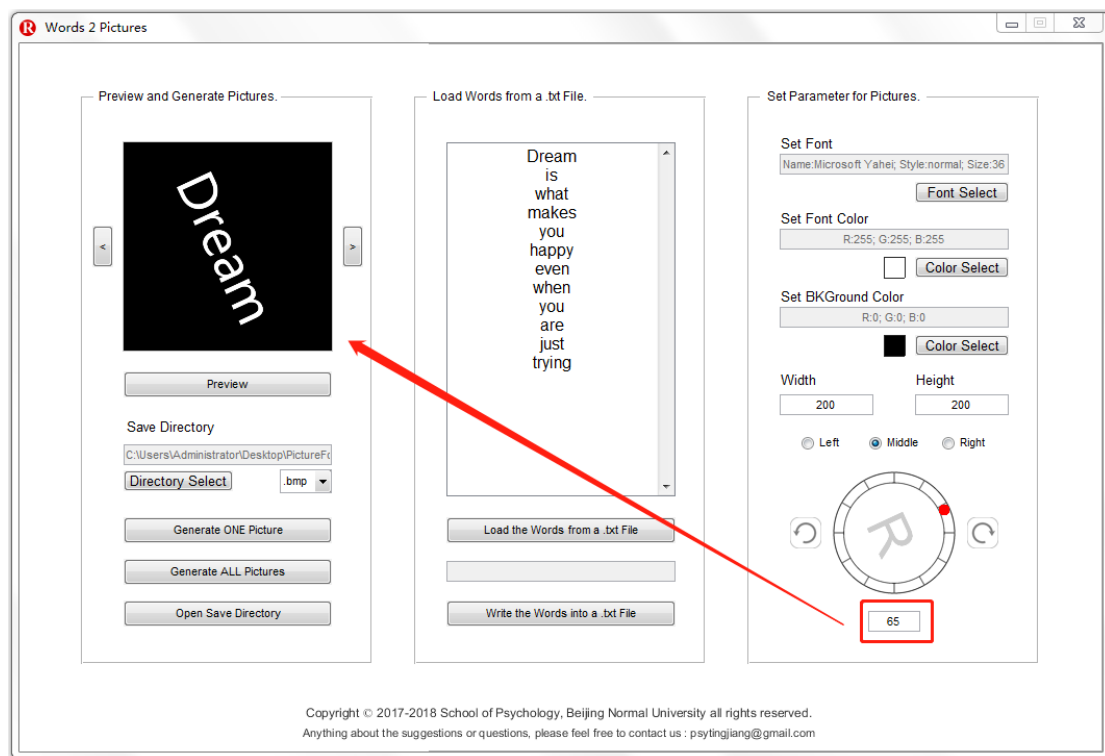 R Words 2 Pictures
Preview and Generate Pictures.
Dream
<
>
Preview
Save Directory
C:\Users\Administrator\Desktop\PictureFo
Directory Select
.bmp
Generate ONE Picture
Generate ALL Pictures
Open Save Directory
Load Words from a .txt File.
Dream
is
what
makes
you
happy
even
when
you
are
just
trying
Load the Words from a .txt File
Write the Words into a .txt File
Set Parameter for Pictures.
Set Font
Name:Microsoft Yahei; Style:normal; Size:36
Font Select
Set Font Color
R:255; G:255; B:255
Color Select
Set BKGround Color
R:0; G:0; B:0
Color Select
Width Height
200 200
Left Middle Right
R
65
Copyright © 2017-2018 School of Psychology, Beijing Normal University all rights reserved.
Anything about the suggestions or questions, please feel free to contact us : psytingjiang@gmail.com